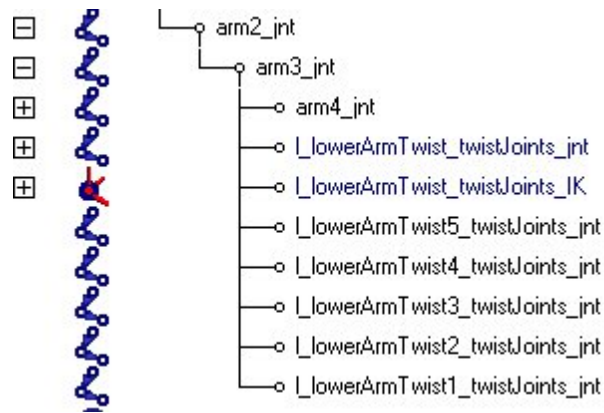 arm2_jnt
arm3_jnt
arm4_jnt
l_lowerArmTwist_twistJoints_jnt
l_lowerArmTwist_twistJoints_IK
l_lowerArmTwist5_twistJoints_jnt
l_lowerArmTwist4_twistJoints_jnt
l_lowerArmTwist3_twistJoints_jnt
l_lowerArmTwist2_twistJoints_jnt
l_lowerArmTwist1_twistJoints_jnt